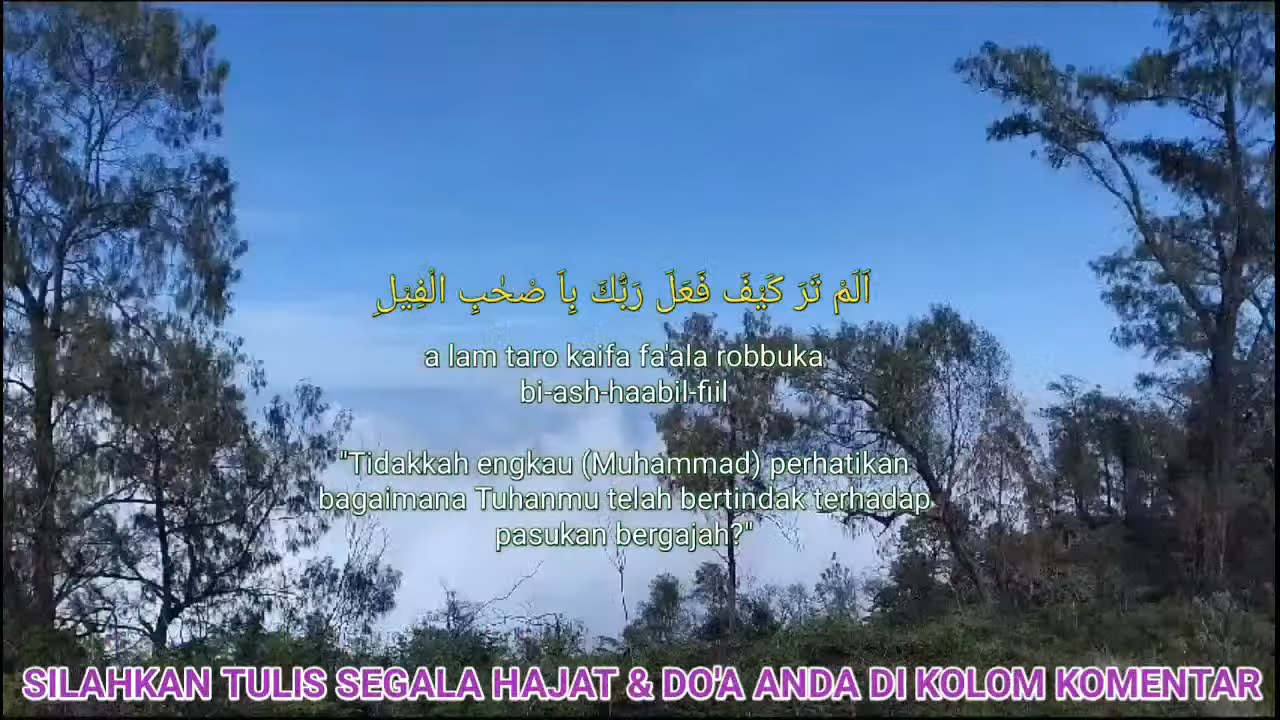 اَلَمْ تَرَ كَيْفَ فَعَلَ رَبُّكَ بِاَ صْحٰبِ الْفِيْلِ
a lam taro kaifa fa'ala robbuka
bi-ash-haabil-fiil
"Tidakkah engkau (Muhammad) perhatikan
bagaimana Tuhanmu telah bertindak terhadap
pasukan bergajah?"
SILAHKAN TULIS SEGALA HAJAT & DO'A ANDA DI KOLOM KOMENTAR